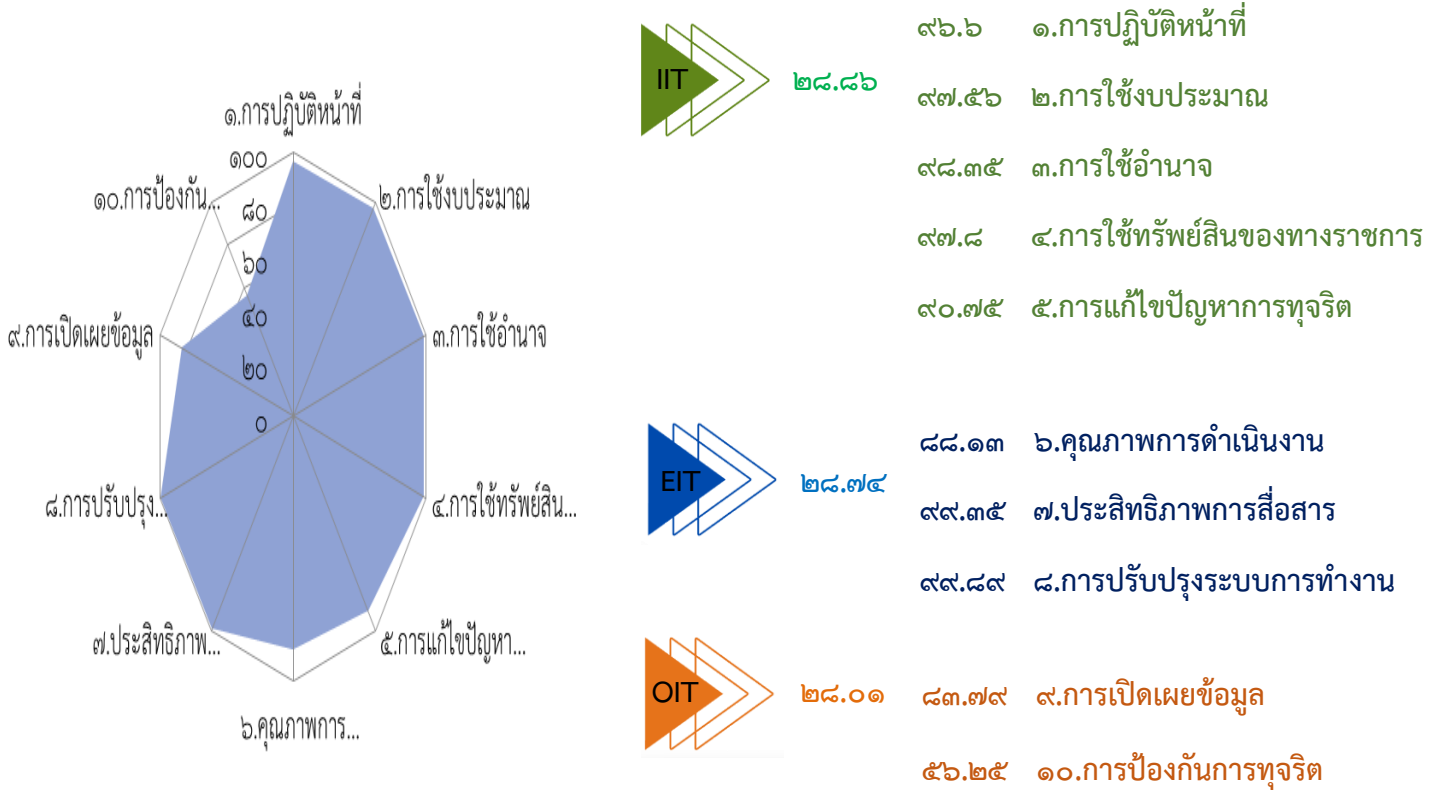 ๑.การปฏิบัติหน้าที่
๑๐๐
๑๐.การป้องกัน...
๘๐
๒.การใช้งบประมาณ
๖๐
๔๐
๙.การเปิดเผยข้อมูล
๓.การใช้อำนาจ
๒๐
๐
๘.การปรับปรุง...
๔.การใช้ทรัพย์สิน...
๗.ประสิทธิภาพ...
๕.การแก้ไขปัญหา...
๖.คุณภาพการ...
IIT ๒๘.๘๖
๙๖.๖ ๑.การปฏิบัติหน้าที่
๙๗.๕๖ ๒.การใช้งบประมาณ
๙๘.๓๕ ๓.การใช้อำนาจ
๙๗.๘ ๔.การใช้ทรัพย์สินของทางราชการ
๙๐.๗๕ ๕.การแก้ไขปัญหาการทุจริต
EIT ๒๘.๗๔
๘๘.๑๓ ๖.คุณภาพการดำเนินงาน
๙๙.๓๕ ๗.ประสิทธิภาพการสื่อสาร
๙๙.๘๙ ๘.การปรับปรุงระบบการทำงาน
OIT ๒๘.๐๑
๘๓.๗๙ ๙.การเปิดเผยข้อมูล
๕๖.๒๕ ๑๐.การป้องกันการทุจริต